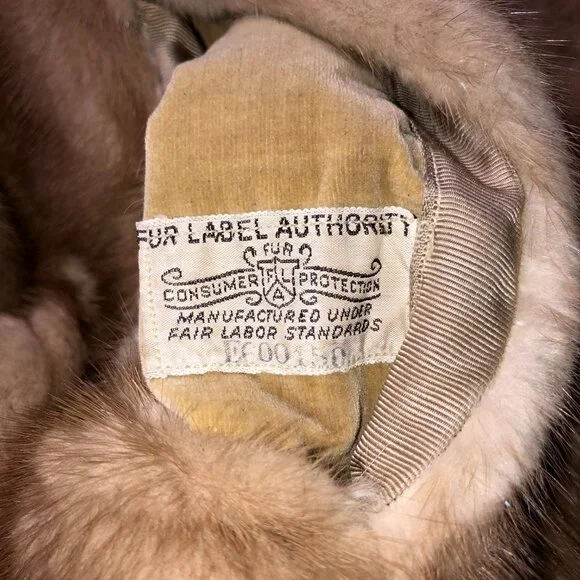 FUR LABEL AUTHORITY
FUR
CONSUMER FLA PROTECTION
MANUFACTURED UNDER
FAIR LABOR STANDARDS